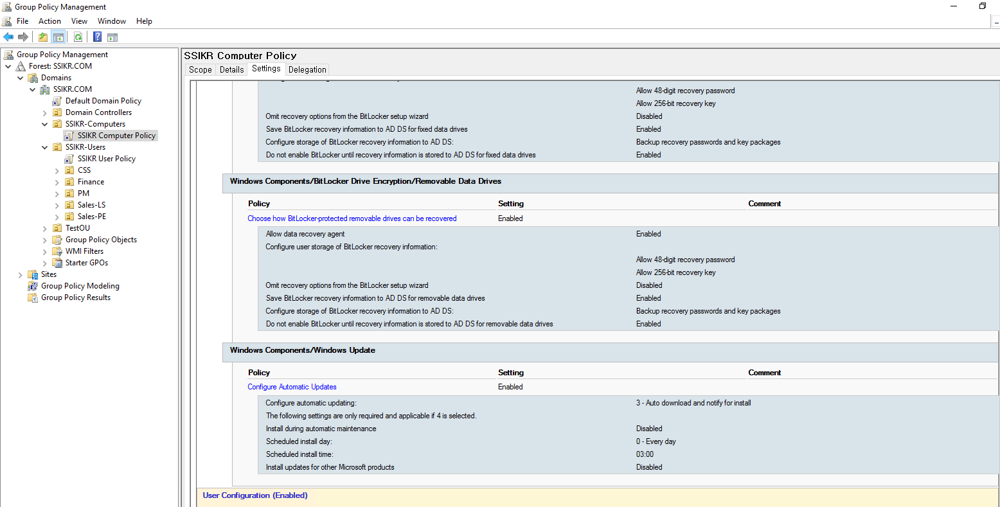 Group Policy Management
File Action View Window Help
Group Policy Management
Forest: SSIKR.COM
Domains
SSIKR.COM
Default Domain Policy
Domain Controllers
SSIKR-Computers
SSIKR Computer Policy
SSIKR-Users
SSIKR User Policy
CSS
Finance
PM
Sales-LS
Sales-PE
TestOU
Group Policy Objects
WMI Filters
Starter GPOs
Sites
Group Policy Modeling
Group Policy Results
SSIKR Computer Policy
Scope Details Settings Delegation
Allow 48-digit recovery password
Allow 256-bit recovery key
Omit recovery options from the BitLocker setup wizard Disabled
Save BitLocker recovery information to AD DS for fixed data drives Enabled
Configure storage of BitLocker recovery information to AD DS: Backup recovery passwords and key packages
Do not enable BitLocker until recovery information is stored to AD DS for fixed data drives Enabled
Windows Components/BitLocker Drive Encryption/Removable Data Drives
Policy Setting Comment
Choose how BitLocker-protected removable drives can be recovered Enabled
Allow data recovery agent Enabled
Configure user storage of BitLocker recovery information:
Allow 48-digit recovery password
Allow 256-bit recovery key
Omit recovery options from the BitLocker setup wizard Disabled
Save BitLocker recovery information to AD DS for removable data drives Enabled
Configure storage of BitLocker recovery information to AD DS: Backup recovery passwords and key packages
Do not enable BitLocker until recovery information is stored to AD DS for removable data drives Enabled
Windows Components/Windows Update
Policy Setting Comment
Configure Automatic Updates Enabled
Configure automatic updating: 3 - Auto download and notify for install
The following settings are only required and applicable if 4 is selected.
Install during automatic maintenance Disabled
Scheduled install day: 0 - Every day
Scheduled install time: 03:00
Install updates for other Microsoft products Disabled
User Configuration (Enabled)